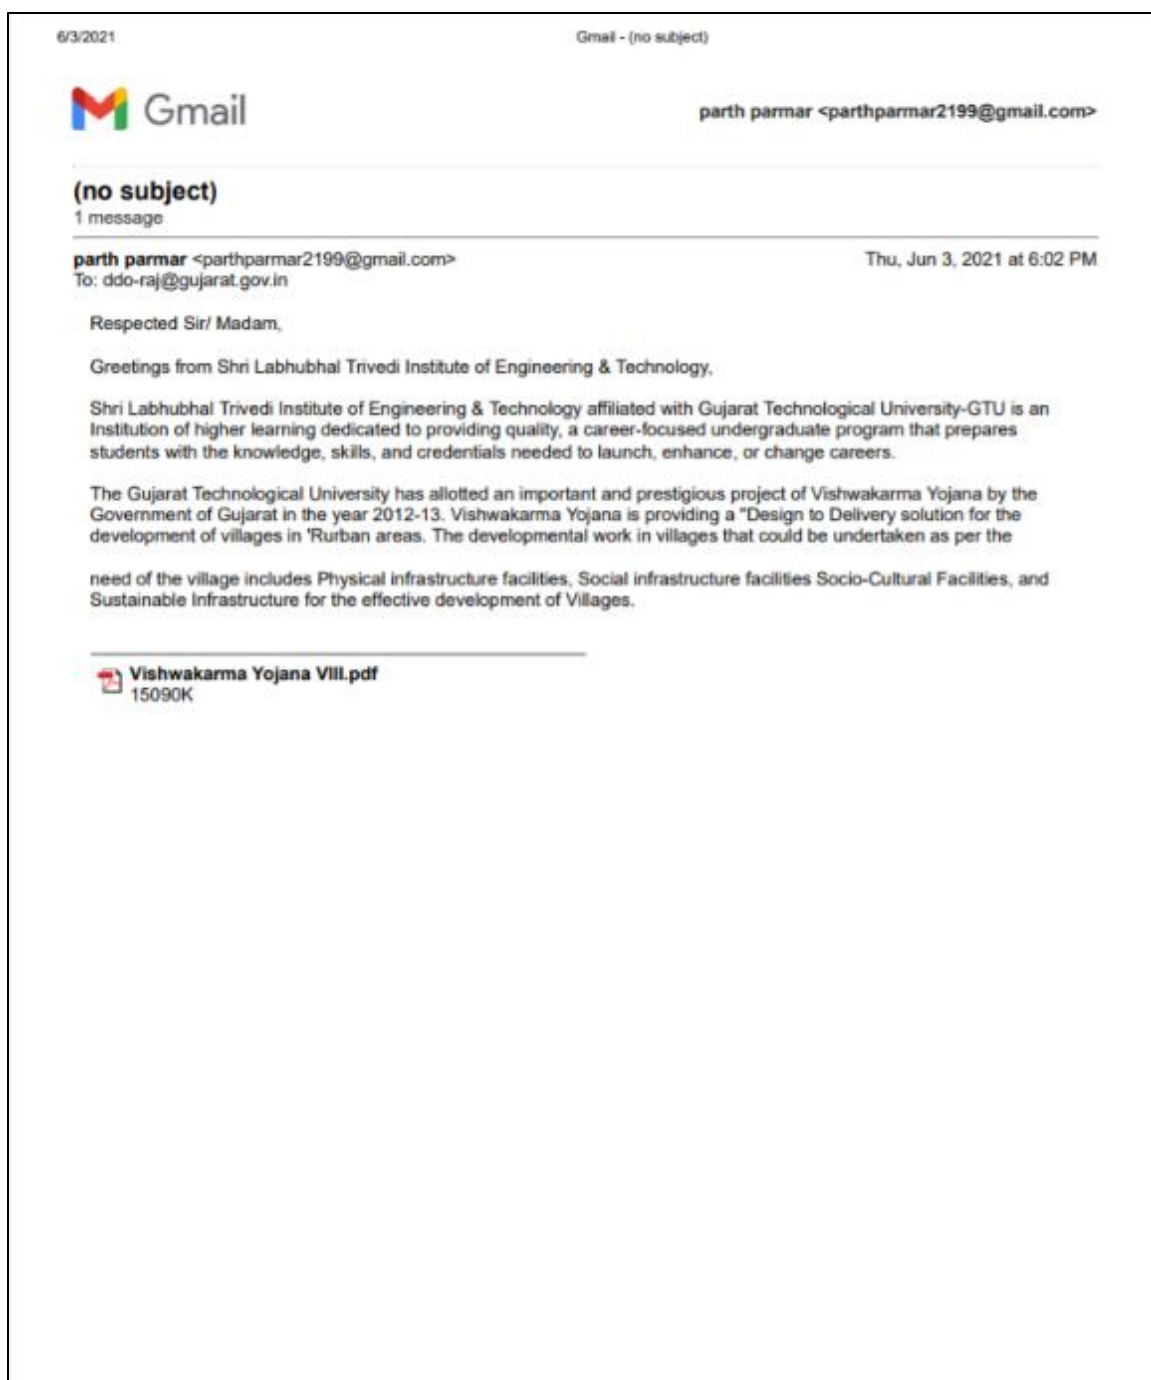 6/3/2021 Gmail - (no subject)
Gmail parth parmar <parthparmar2199@gmail.com>
(no subject)
1 message
parth parmar <parthparmar2199@gmail.com> Thu, Jun 3, 2021 at 6:02 PM
To: ddo-raj@gujarat.gov.in
Respected Sir/ Madam,
Greetings from Shri Labhubhal Trivedi Institute of Engineering & Technology,
Shri Labhubhal Trivedi Institute of Engineering & Technology affiliated with Gujarat Technological University-GTU is an
Institution of higher learning dedicated to providing quality, a career-focused undergraduate program that prepares
students with the knowledge, skills, and credentials needed to launch, enhance, or change careers.
The Gujarat Technological University has allotted an important and prestigious project of Vishwakarma Yojana by the
Government of Gujarat in the year 2012-13. Vishwakarma Yojana is providing a "Design to Delivery solution for the
development of villages in 'Rurban areas. The developmental work in villages that could be undertaken as per the
need of the village includes Physical infrastructure facilities, Social infrastructure facilities Socio-Cultural Facilities, and
Sustainable Infrastructure for the effective development of Villages.
Vishwakarma Yojana VIII.pdf
15090K